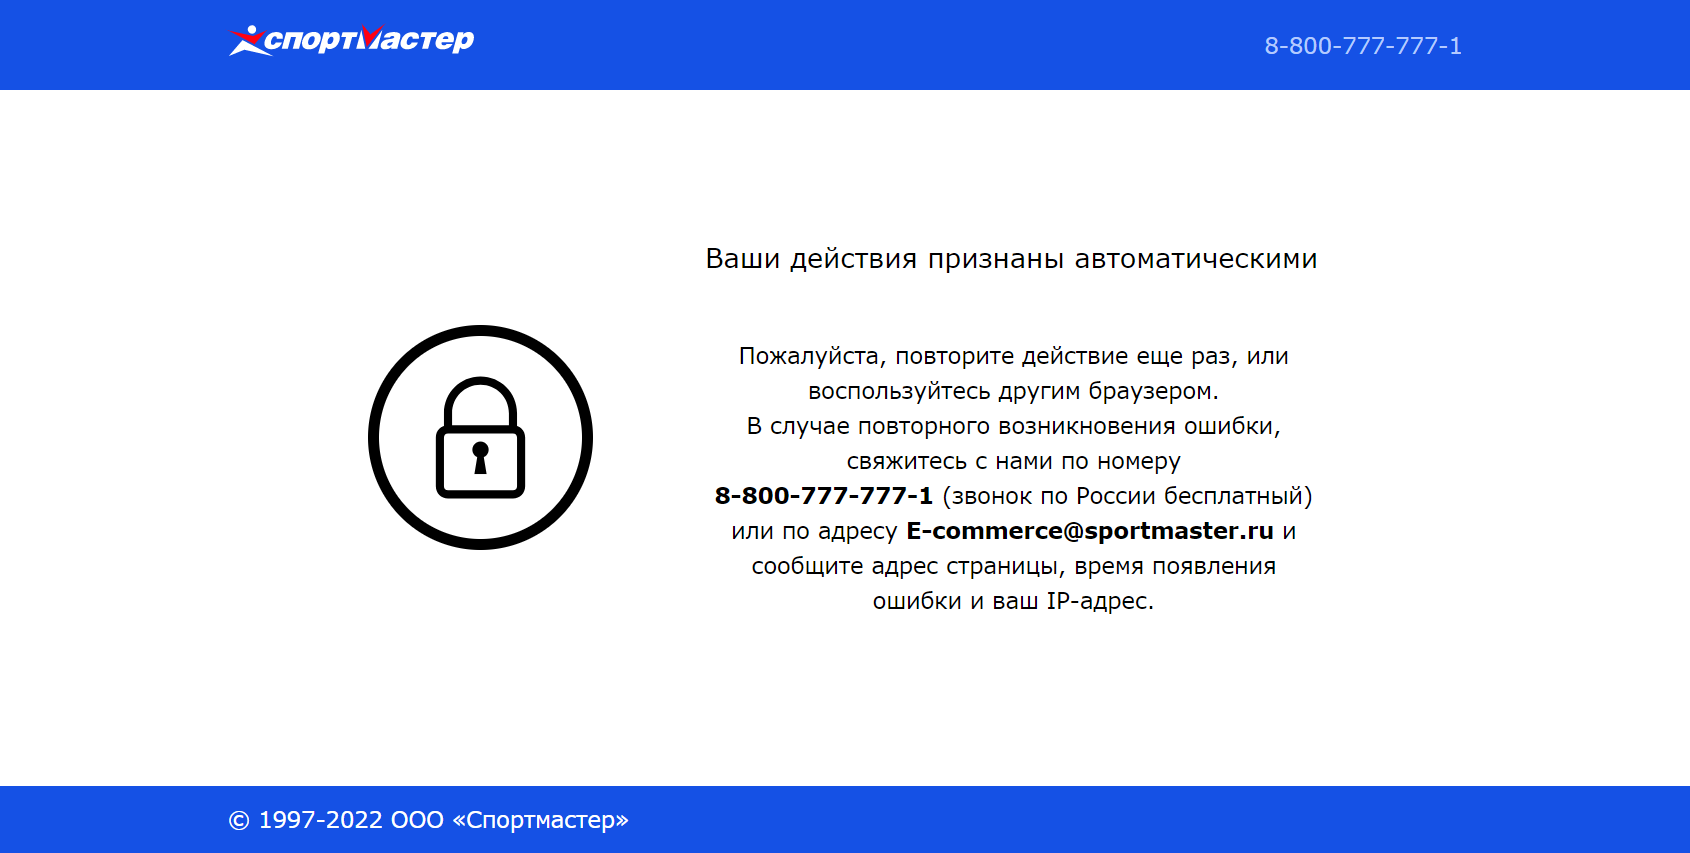 спортмастер
8-800-777-777-1
Ваши действия признаны автоматическими
Пожалуйста, повторите действие еще раз, или
воспользуйтесь другим браузером.
В случае повторного возникновения ошибки,
свяжитесь с нами по номеру
8-800-777-777-1 (звонок по России бесплатный)
или по адресу E-commerce@sportmaster.ru и
сообщите адрес страницы, время появления
ошибки и ваш IP-адрес.
© 1997-2022 ООО «Спортмастер»